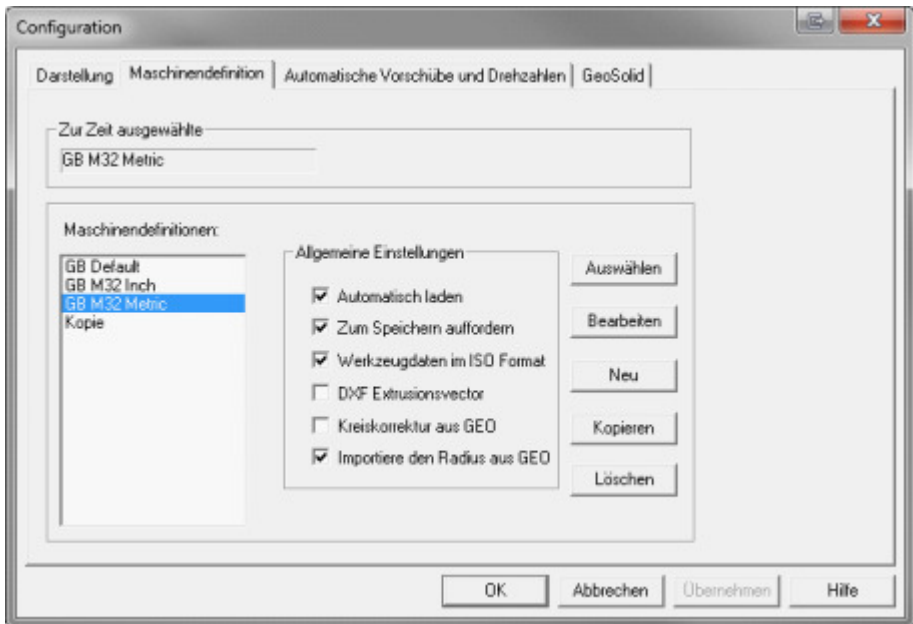 Configuration
Darstellung
Maschinendefinition
Automatische Vorschübe und Drehzahlen
GeoSolid
Zur Zeit ausgewählte
GB M32 Metric
Maschinendefinitionen:
GB Default
GB M32 Inch
GB M32 Metric
Kopie
Allgemeine Einstellungen
Automatisch laden
Zum Speichern auffordern
Werkzeugdaten im ISO Format
DXF Extrusionsvector
Kreiskorrektur aus GEO
Importiere den Radius aus GEO
Auswählen
Bearbeiten
Neu
Kopieren
Löschen
OK
Abbrechen
Übernehmen
Hilfe